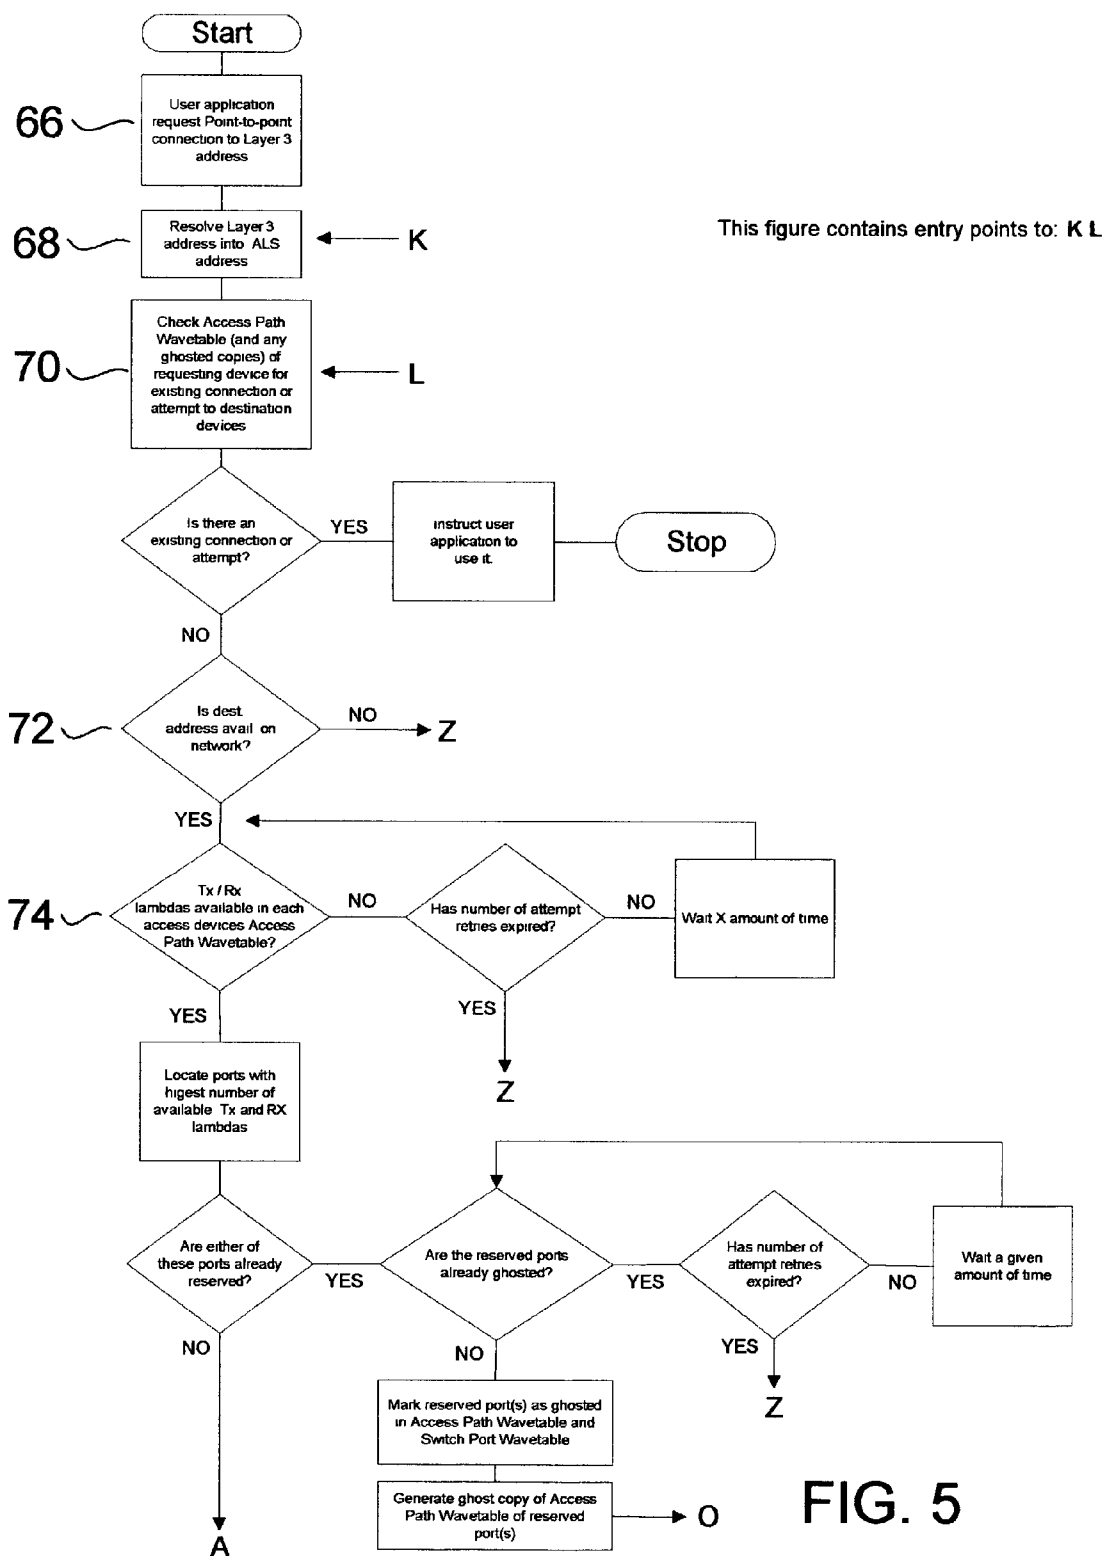 Start
66
User application
request Point-to-point
connection to Layer 3
address
68
Resolve Layer 3
address into ALS
address
K
This figure contains entry points to: K L
70
Check Access Path
Wavetable (and any
ghosted copies) of
requesting device for
existing connection or
attempt to destination
devices
L
Is there an
existing connection or
attempt?
YES
instruct user
application to
use it.
Stop
NO
72
Is dest.
address avail on
network?
NO
Z
YES
74
Tx / Rx
lambdas available in each
access devices Access
Path Wavetable?
NO
Has number of attempt
retries expired?
NO
Wait X amount of time
YES
YES
Z
Locate ports with
higest number of
available Tx and RX
lambdas
Are either of
these ports already
reserved?
YES
Are the reserved ports
already ghosted?
YES
Has number of
attempt retries
expired?
NO
Wait a given
amount of time
NO
NO
YES
Z
Mark reserved port(s) as ghosted
in Access Path Wavetable and
Switch Port Wavetable
Generate ghost copy of Access
Path Wavetable of reserved
port(s)
O
A
FIG. 5